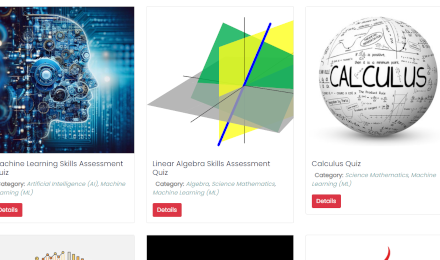 CALCULUS
achine Learning Skills Assessment
uiz
ategory: Artificial Intelligence (AI), Machine
arning (ML)
Details
Linear Algebra Skills Assessment
Quiz
Category: Algebra, Science Mathematics,
Machine Learning (ML)
Details
Calculus Quiz
Category: Science Mathematics, Machine
Learning (ML)
Details